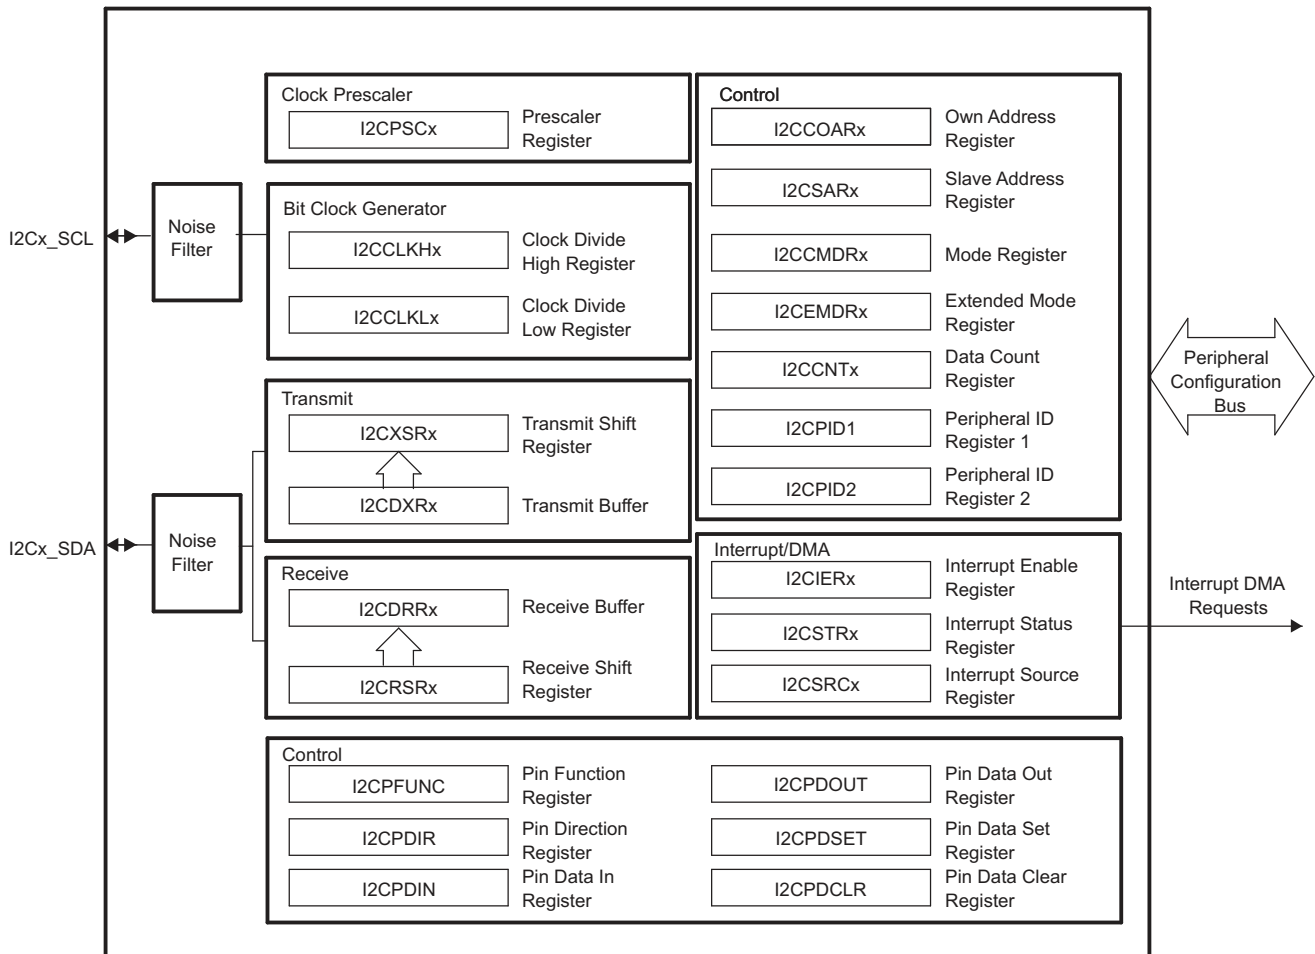 Clock Prescaler
I2CPSCx
Prescaler
Register
Control
I2CCOARx
Own Address
Register
I2CSARx
Slave Address
Register
I2CCMDRx
Mode Register
I2CEMDRx
Extended Mode
Register
I2CCNTx
Data Count
Register
I2CPID1
Peripheral ID
Register 1
I2CPID2
Peripheral ID
Register 2
I2Cx_SCL
Noise
Filter
Bit Clock Generator
I2CCLKHx
Clock Divide
High Register
I2CCLKLx
Clock Divide
Low Register
Peripheral
Configuration
Bus
Transmit
I2CXSRx
Transmit Shift
Register
I2CDXRx
Transmit Buffer
I2Cx_SDA
Noise
Filter
Receive
I2CDRRx
Receive Buffer
I2CRSRx
Receive Shift
Register
Interrupt/DMA
I2CIERx
Interrupt Enable
Register
I2CSTRx
Interrupt Status
Register
I2CSRCx
Interrupt Source
Register
Interrupt DMA
Requests
Control
I2CPFUNC
Pin Function
Register
I2CPDIR
Pin Direction
Register
I2CPDIN
Pin Data In
Register
I2CPDOUT
Pin Data Out
Register
I2CPDSET
Pin Data Set
Register
I2CPDCLR
Pin Data Clear
Register